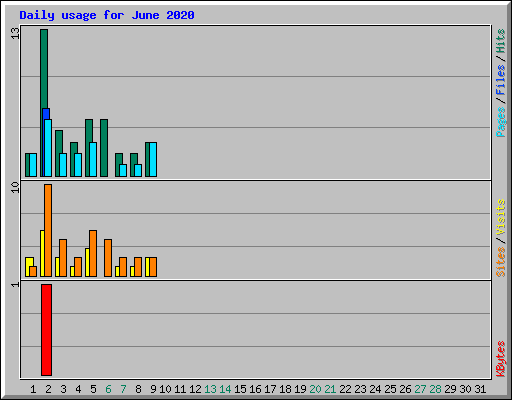 Daily usage for June 2020
13
10
1
Pages/Files/Hits
Sites/Visits
KBytes
1 2 3 4 5 6 7 8 9 10 11 12 13 14 15 16 17 18 19 20 21 22 23 24 25 26 27 28 29 30 31